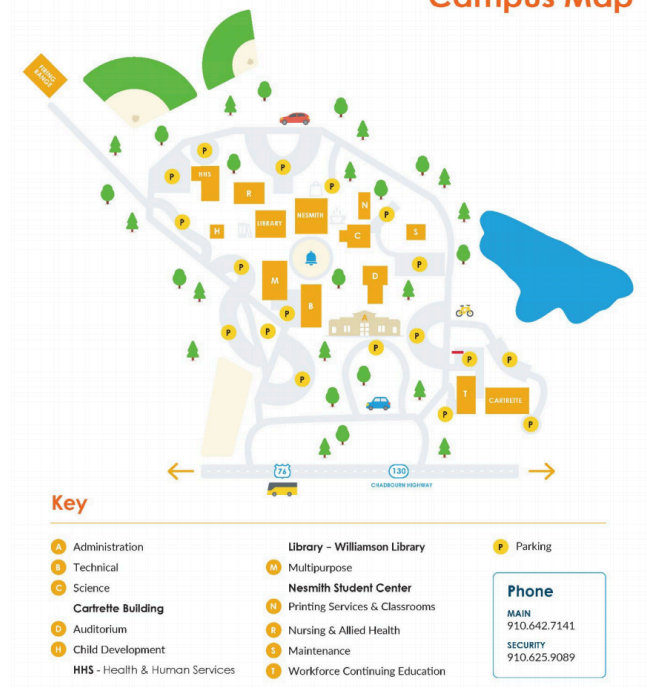 Campus Map
FIRING
RANGE
P
P
HHS
P
R
P
P
N
P
LIBRARY
NESMITH
H
C
S
P
P
M
D
B
P
A
P
P
P
P
P
P
P
T
CARTRETTE
P
P
76
130
CHADBOURN HIGHWAY
Key
A Administration
B Technical
C Science
Cartrette Building
D Auditorium
H Child Development
HHS - Health & Human Services
Library – Williamson Library
M Multipurpose
Nesmith Student Center
N Printing Services & Classrooms
R Nursing & Allied Health
S Maintenance
T Workforce Continuing Education
P Parking
Phone
MAIN
910.642.7141
SECURITY
910.625.9089